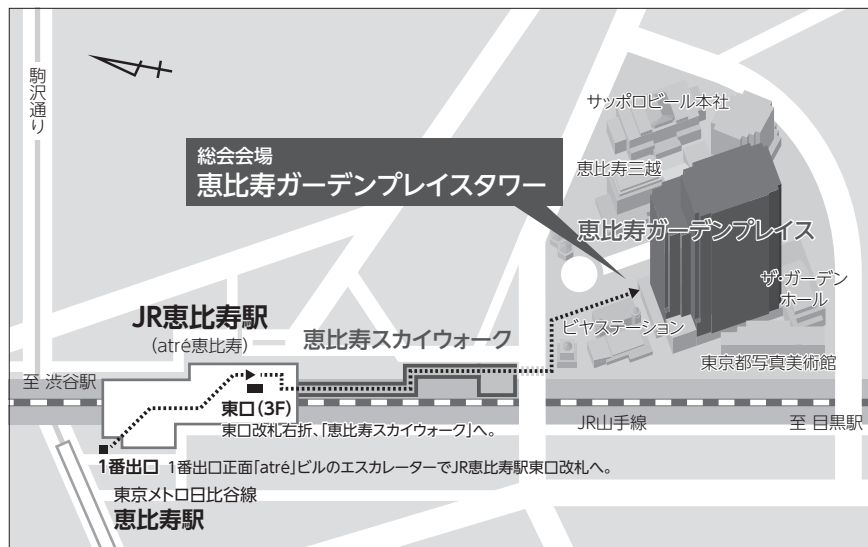 駒沢通り
サッポロビール本社
総会会場
恵比寿ガーデンプレイスタワー
恵比寿三越
恵比寿ガーデンプレイス
ザ・ガーデン
ホール
JR恵比寿駅
(atré恵比寿)
恵比寿スカイウォーク
ビヤステーション
東京都写真美術館
至 渋谷駅
東口(3F)
東口改札右折、「恵比寿スカイウォーク」へ。
JR山手線
至 目黒駅
1番出口 1番出口正面「atré」ビルのエスカレーターでJR恵比寿駅東口改札へ。
東京メトロ日比谷線
恵比寿駅